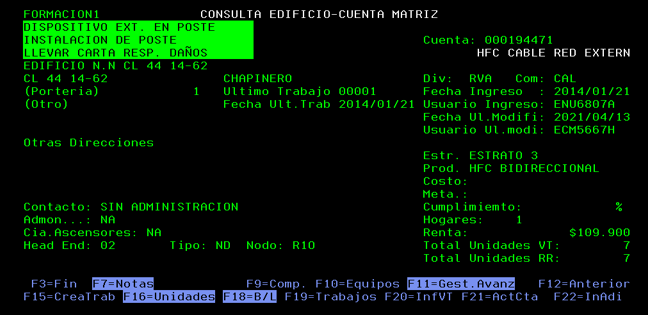 FORMACION1 CONSULTA EDIFICIO-CUENTA MATRIZ
DISPOSITIVO EXT. EN POSTE
INSTALACION DE POSTE Cuenta: 000194471
LLEVAR CARTA RESP. DAÑOS HFC CABLE RED EXTERN
EDIFICIO N.N CL 44 14-62
CL 44 14-62 CHAPINERO Div: RVA Com: CAL
(Porteria) 1 Ultimo Trabajo 00001 Fecha Ingreso : 2014/01/21
(Otro) Fecha Ult.Trab 2014/01/21 Usuario Ingreso: ENU6807A
Fecha Ul.Modifi: 2021/04/13
Usuario Ul.modi: ECM5667H
Otras Direcciones
Estr. ESTRATO 3
Prod. HFC BIDIRECCIONAL
Costo:
Meta.:
Contacto: SIN ADMINISTRACION Cumplimiemto: %
Admon...: NA Hogares: 1
Cia.Ascensores: NA Renta: $109.900
Head End: 02 Tipo: ND Nodo: R10 Total Unidades VT: 7
Total Unidades RR: 7
F3=Fin F7=Notas F9=Comp. F10=Equipos F11=Gest.Avanz F12=Anterior
F15=CreaTrab F16=Unidades F18=B/L F19=Trabajos F20=InfVT F21=ActCta F22=InAdi